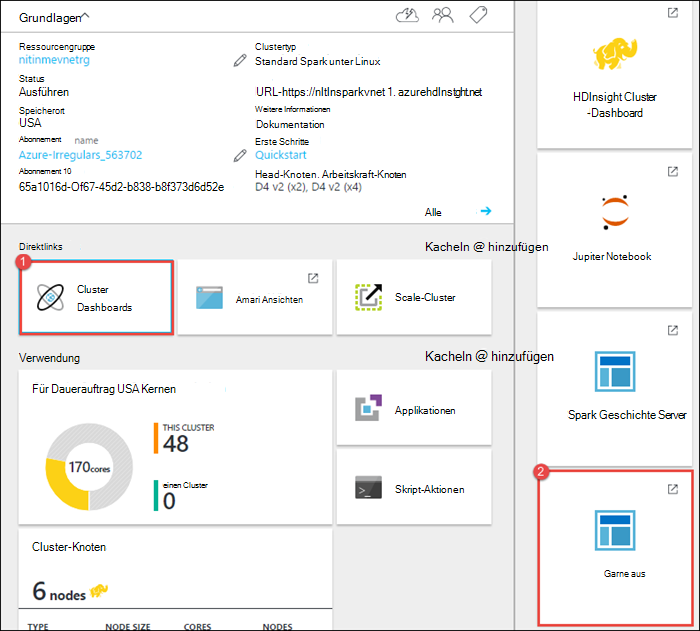 Grundlagen
Ressourcengruppe
nitinmevnetrg
Status
Ausführen
Speicherort
USA
Abonnement name
Azure-Irregulars_563702
Abonnement 10
65a1016d-Of67-45d2-b838-b8f373d6d52e
Clustertyp
Standard Spark unter Linux
URL-https://nltlnsparkvnet 1. azurehdlnstght.net
Weitere Informationen
Dokumentation
Erste Schritte
Quickstart
Head-Knoten. Arbeitskraft-Knoten
D4 v2 (x2), D4 v2 (x4)
Alle
Direktlinks
Kacheln @ hinzufügen
1
Cluster
Dashboards
Amari Ansichten
Scale-Cluster
Verwendung
Kacheln @ hinzufügen
Für Dauerauftrag USA Kernen
170cores
THIS CLUSTER
48
einen Cluster
0
Applikationen
Skript-Aktionen
Cluster-Knoten
6 nodes
TYPE NODE SIZE CORES NODES
HDInsight Cluster
-Dashboard
Jupiter Notebook
Spark Geschichte Server
2
Garne aus